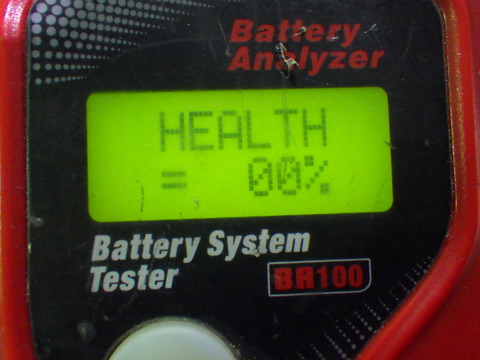 Battery
Analyzer
HEALTH
= 00%
Battery System
Tester
BA100